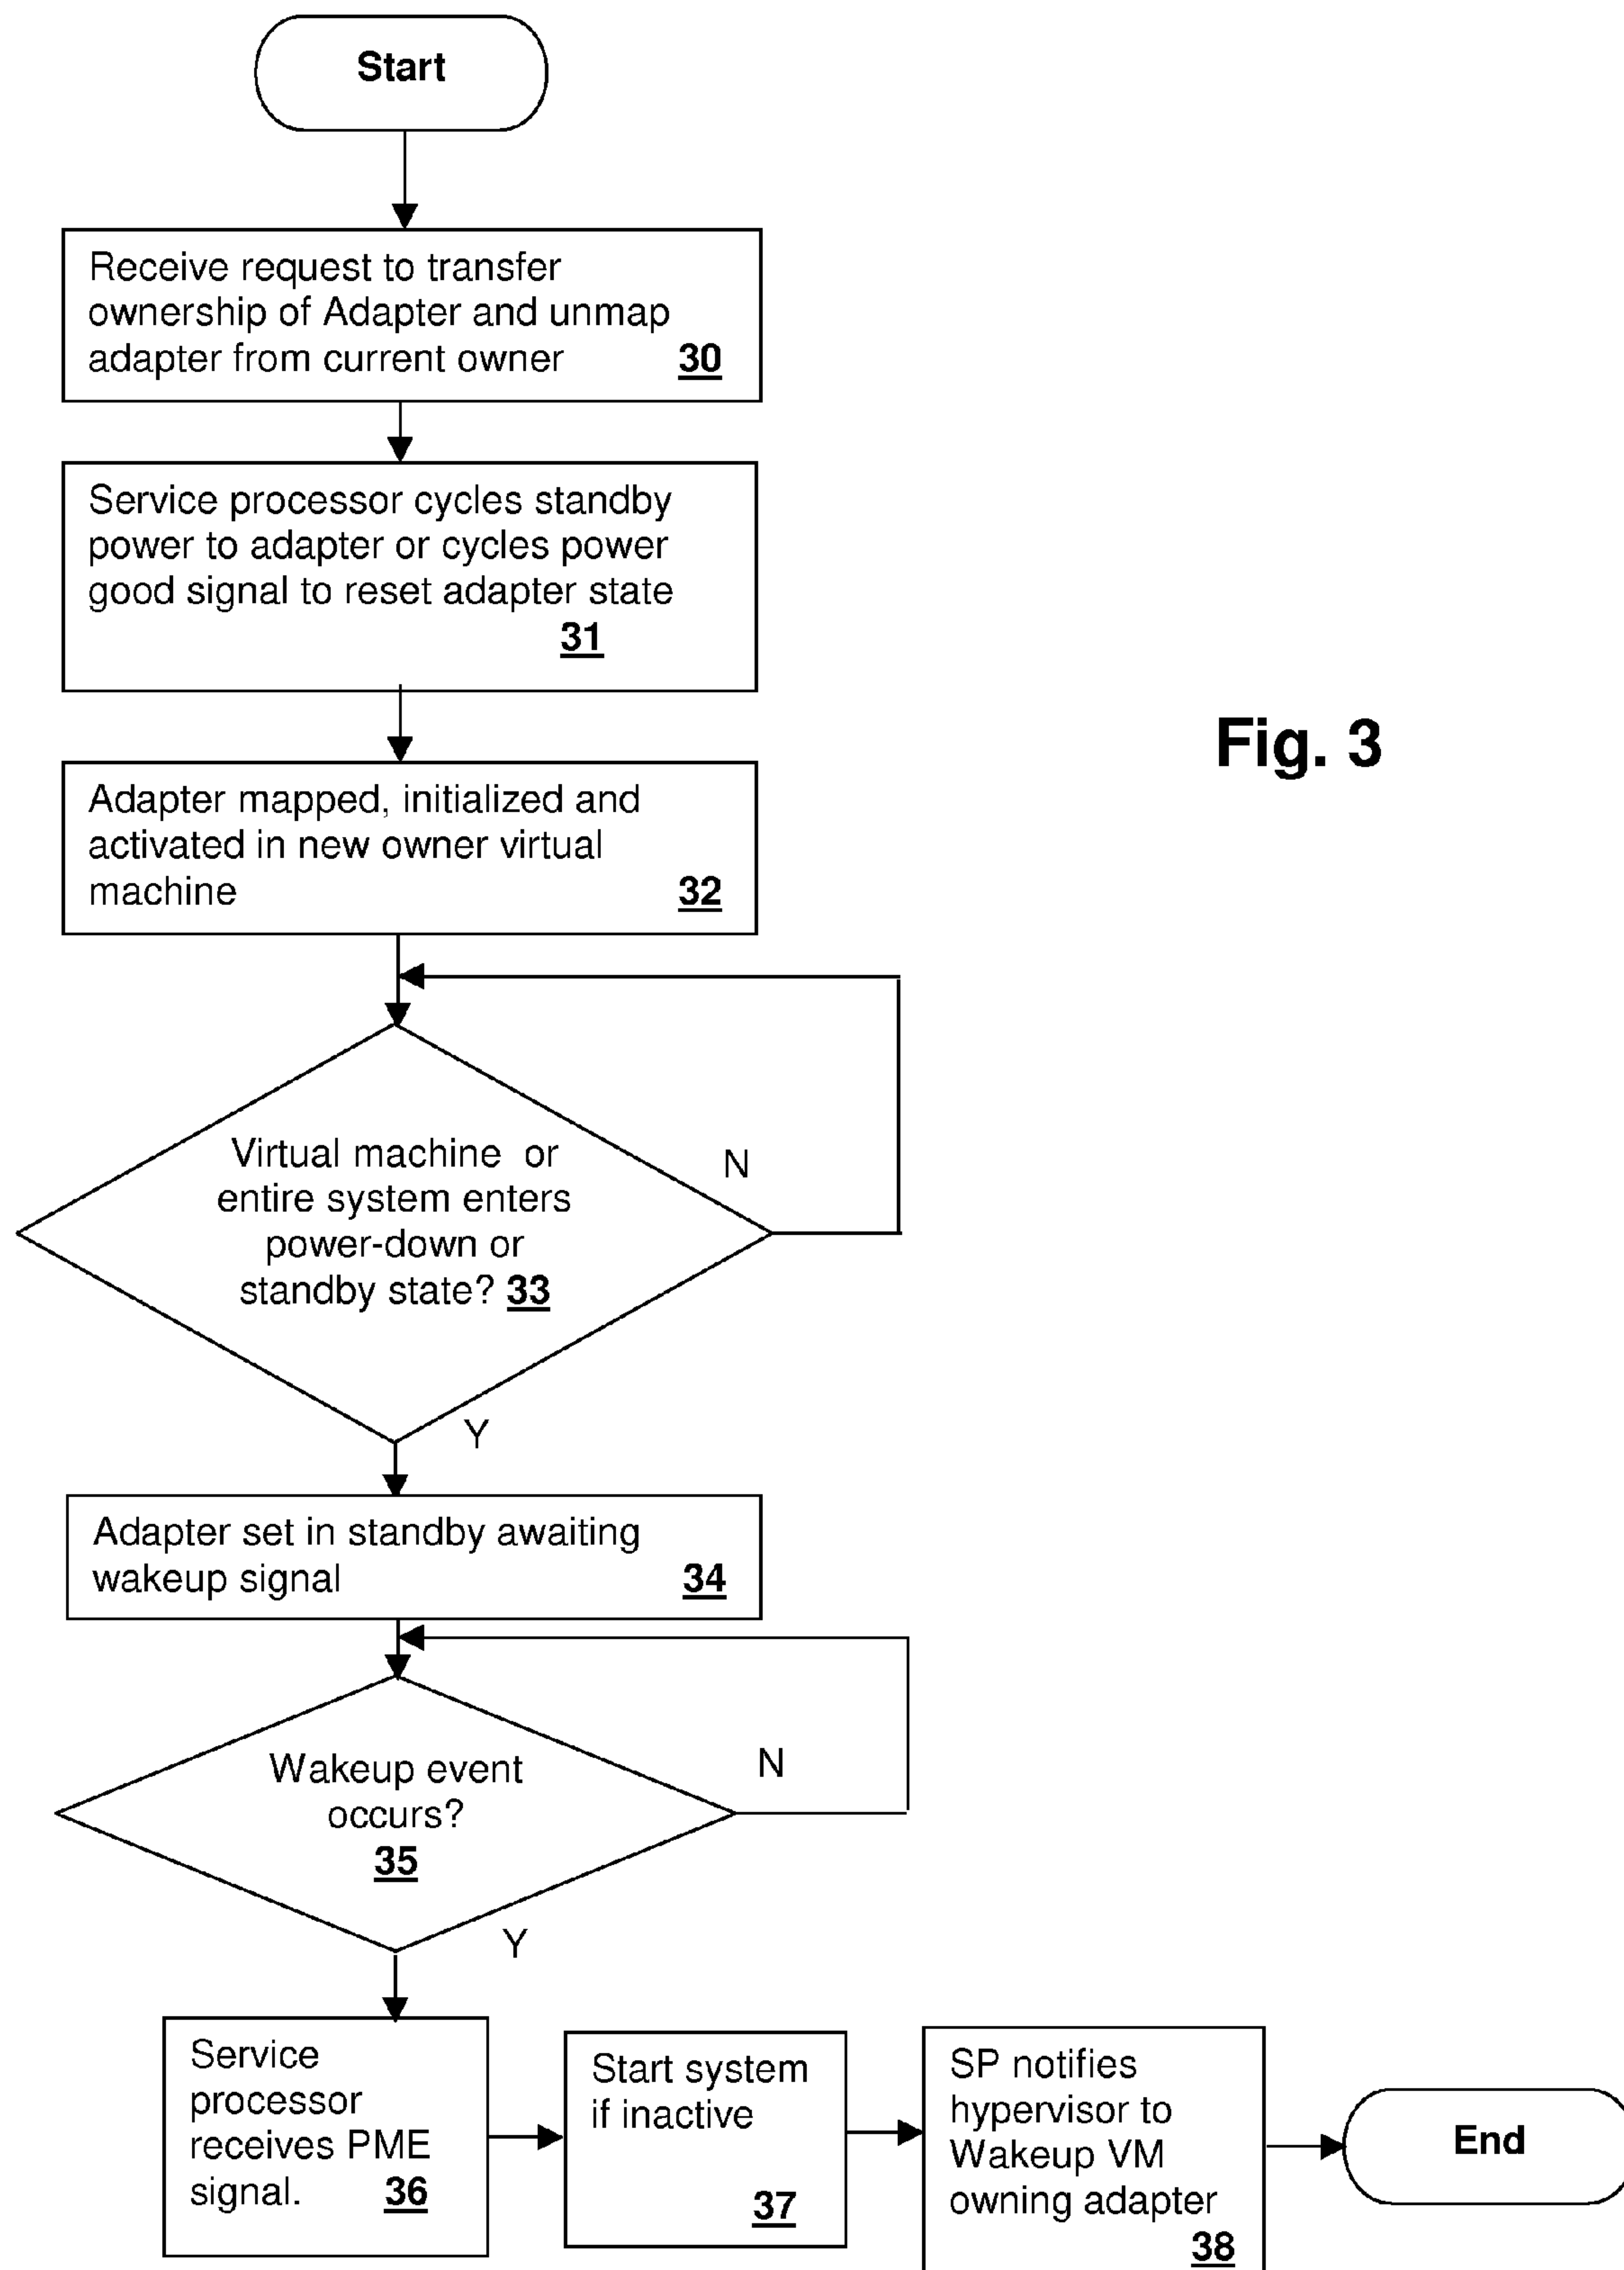 Start
Receive request to transfer
ownership of Adapter and unmap
adapter from current owner 30
Service processor cycles standby
power to adapter or cycles power
good signal to reset adapter state
31
Fig. 3
Adapter mapped, initialized and
activated in new owner virtual
machine 32
Virtual machine or
entire system enters
power-down or
standby state? 33
N
Y
Adapter set in standby awaiting
wakeup signal 34
Wakeup event
occurs?
35
N
Y
Service
processor
receives PME
signal. 36
Start system
if inactive
37
SP notifies
hypervisor to
Wakeup VM
owning adapter
38
End